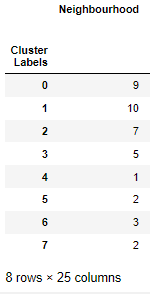 Neighbourhood
Cluster
Labels
0 9
1 10
2 7
3 5
4 1
5 2
6 3
7 2
8 rows × 25 columns